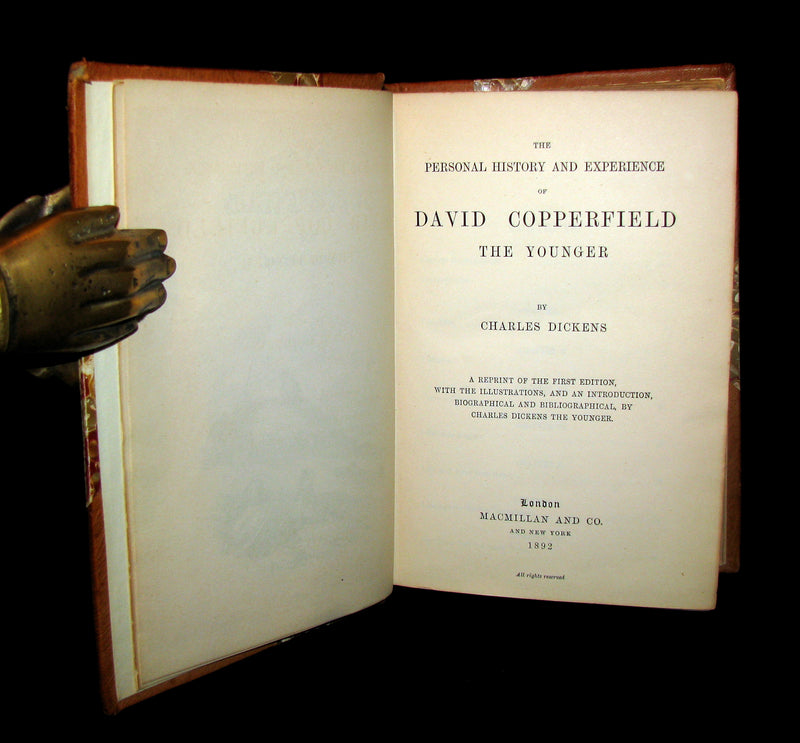 THE
PERSONAL HISTORY AND EXPERIENCE
OF
DAVID COPPERFIELD
THE YOUNGER
BY
CHARLES DICKENS
A REPRINT OF THE FIRST EDITION,
WITH THE ILLUSTRATIONS, AND AN INTRODUCTION,
BIOGRAPHICAL AND BIBLIOGRAPHICAL, BY
CHARLES DICKENS THE YOUNGER.
London
MACMILLAN AND CO.
AND NEW YORK
1892
All rights reserved